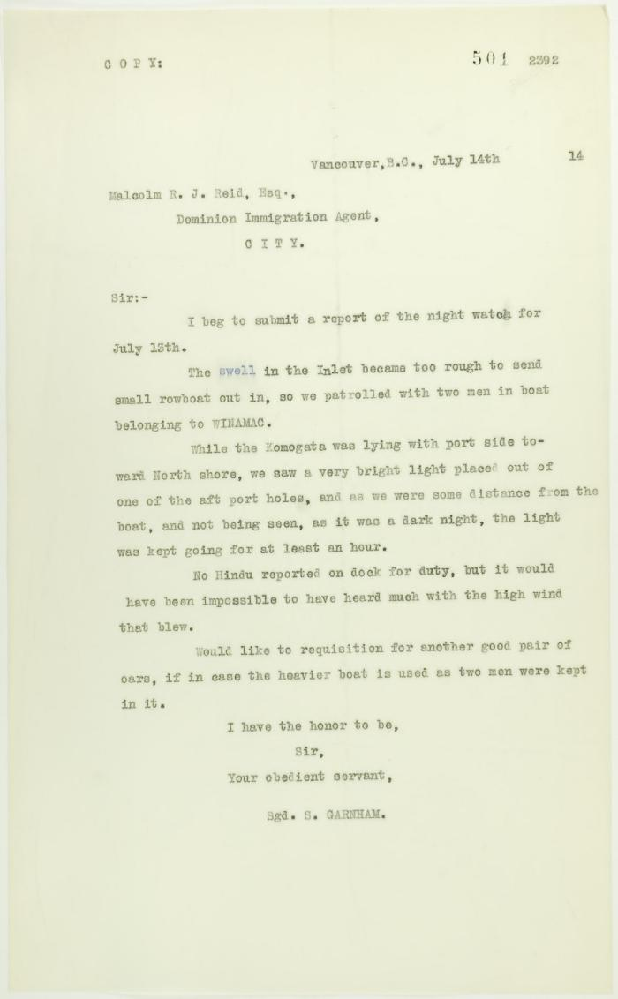 COPY:
501 2392
Vancouver,B.C., July 14th 14
Malcolm R. J. Reid, Esq.,
Dominion Immigration Agent,
CITY.
Sir:-
I beg to submit a report of the night watch for
July 13th.
The swell in the Inlet became too rough to send
small rowboat out in, so we patrolled with two men in boat
belonging to WINAMAC.
While the Komogata was lying with port side to-
ward North shore, we saw a very bright light placed out of
one of the aft port holes, and as we were some distance from the
boat, and not being seen, as it was a dark night, the light
was kept going for at least an hour.
No Hindu reported on dock for duty, but it would
have been impossible to have heard much with the high wind
that blew.
Would like to requisition for another good pair of
oars, if in case the heavier boat is used as two men were kept
in it.
I have the honor to be,
Sir,
Your obedient servant,
Sgd. S. GARNHAM.